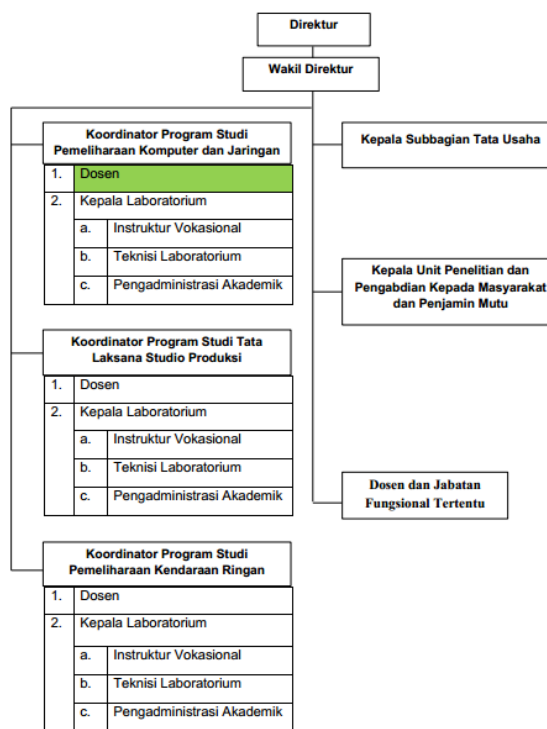 Direktur
Wakil Direktur
Koordinator Program Studi
Pemeliharaan Komputer dan Jaringan
1. Dosen
2. Kepala Laboratorium
a. Instruktur Vokasional
b. Teknisi Laboratorium
c. Pengadministrasi Akademik
Koordinator Program Studi Tata
Laksana Studio Produksi
1. Dosen
2. Kepala Laboratorium
a. Instruktur Vokasional
b. Teknisi Laboratorium
c. Pengadministrasi Akademik
Koordinator Program Studi
Pemeliharaan Kendaraan Ringan
1. Dosen
2. Kepala Laboratorium
a. Instruktur Vokasional
b. Teknisi Laboratorium
c. Pengadministrasi Akademik
Kepala Subbagian Tata Usaha
Kepala Unit Penelitian dan
Pengabdian Kepada Masyarakat
dan Penjamin Mutu
Dosen dan Jabatan
Fungsional Tertentu